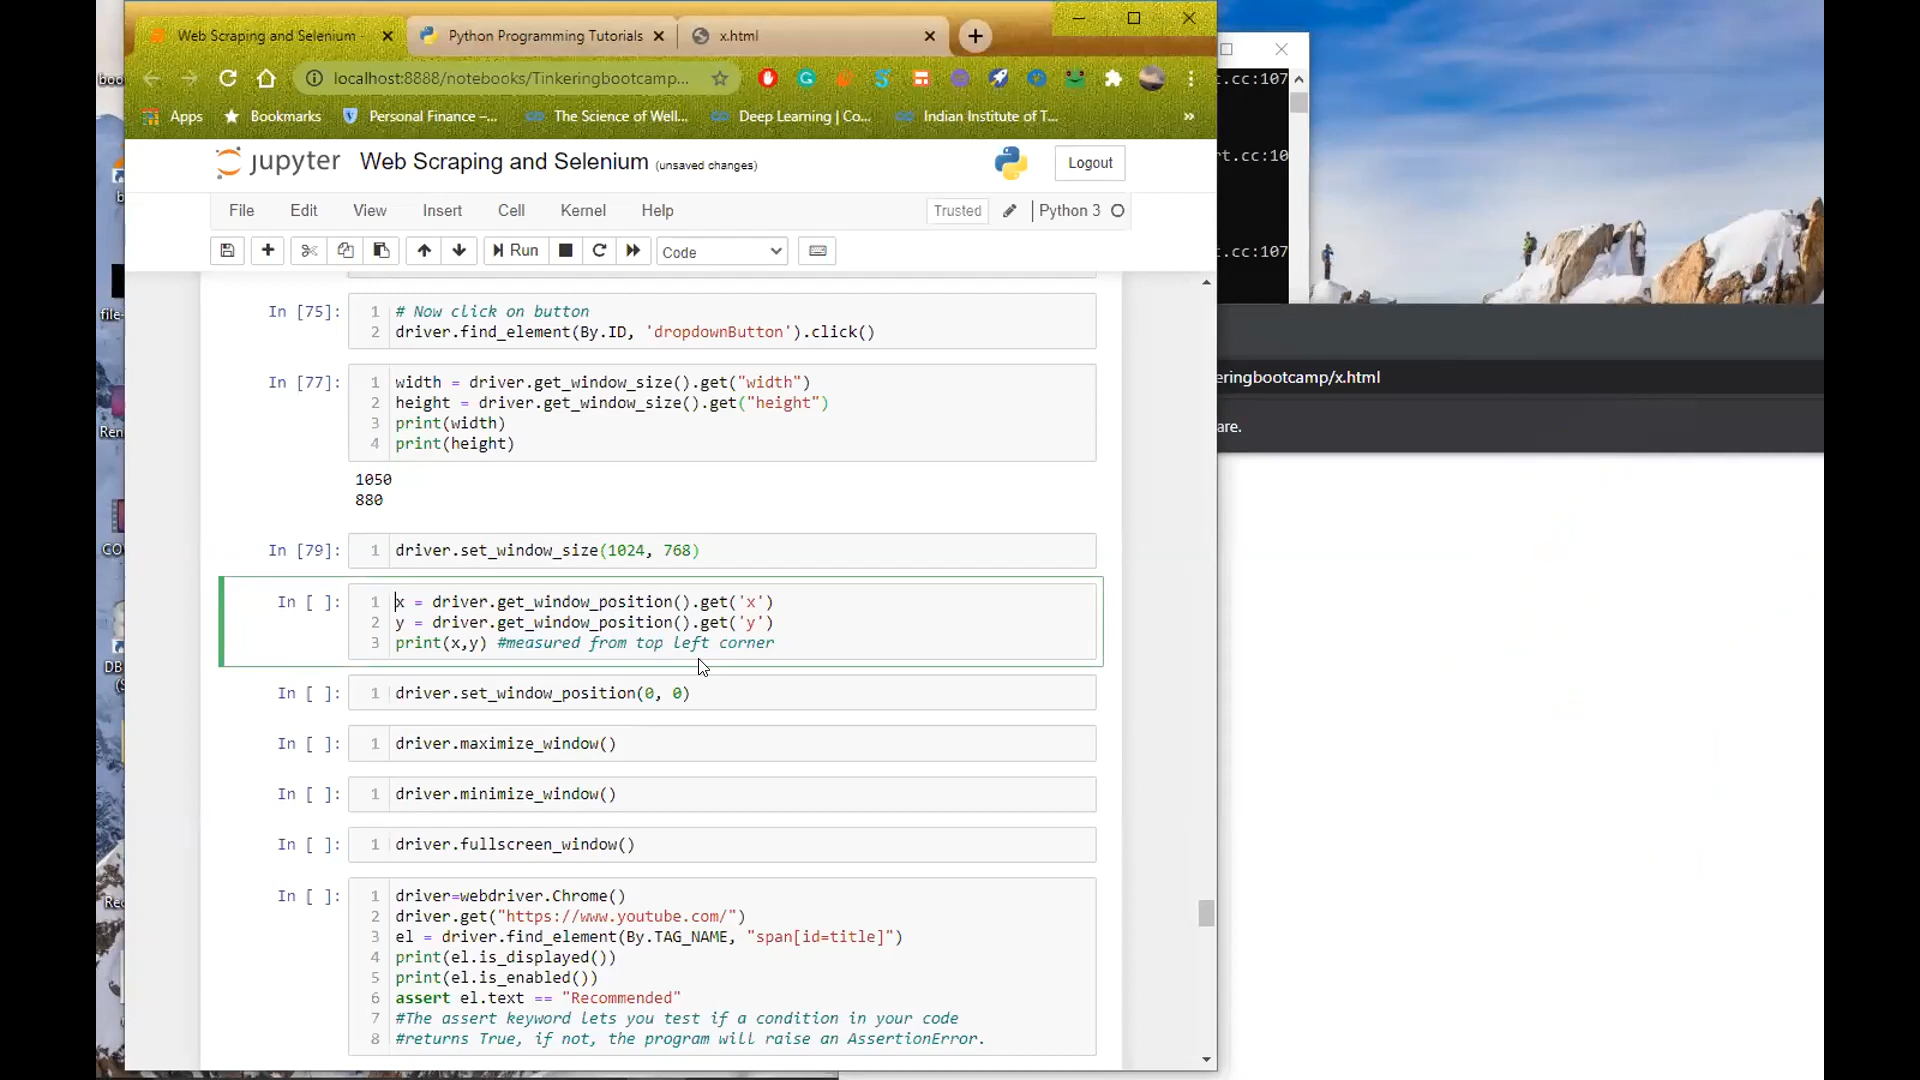 Web Scraping and Selenium -
Python Programming Tutorials
x.html
localhost:8888/notebooks/Tinkeringbootcamp...
Apps
Bookmarks
Personal Finance –...
The Science of Well...
Deep Learning | Co...
Indian Institute of T...
»
jupyter
Web Scraping and Selenium (unsaved changes)
Logout
File Edit View Insert Cell Kernel Help
Trusted
Python 3
Run
Code
In [75]:
1 # Now click on button
2 driver.find_element(By.ID, 'dropdownButton').click()
In [77]:
1 width = driver.get_window_size().get("width")
2 height = driver.get_window_size().get("height")
3 print(width)
4 print(height)
1050
880
In [79]:
1 driver.set_window_size(1024, 768)
In [ ]:
1 x = driver.get_window_position().get('x')
2 y = driver.get_window_position().get('y')
3 print(x,y) #measured from top left corner
In [ ]:
1 driver.set_window_position(0, 0)
In [ ]:
1 driver.maximize_window()
In [ ]:
1 driver.minimize_window()
In [ ]:
1 driver.fullscreen_window()
In [ ]:
1 driver=webdriver.Chrome()
2 driver.get("https://www.youtube.com/")
3 el = driver.find_element(By.TAG_NAME, "span[id=title]")
4 print(el.is_displayed())
5 print(el.is_enabled())
6 assert el.text == "Recommended"
7 #The assert keyword lets you test if a condition in your code
8 #returns True, if not, the program will raise an AssertionError.
t.cc:107
rt.cc:10
t.cc:107
eringbootcamp/x.html
are.
boo
file-
Ren
CO
DB
(S
Rec